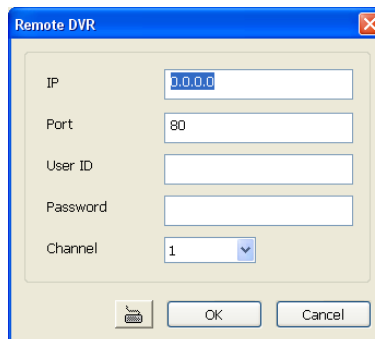 Remote DVR
IP 0.0.0.0
Port 80
User ID
Password
Channel 1
OK Cancel